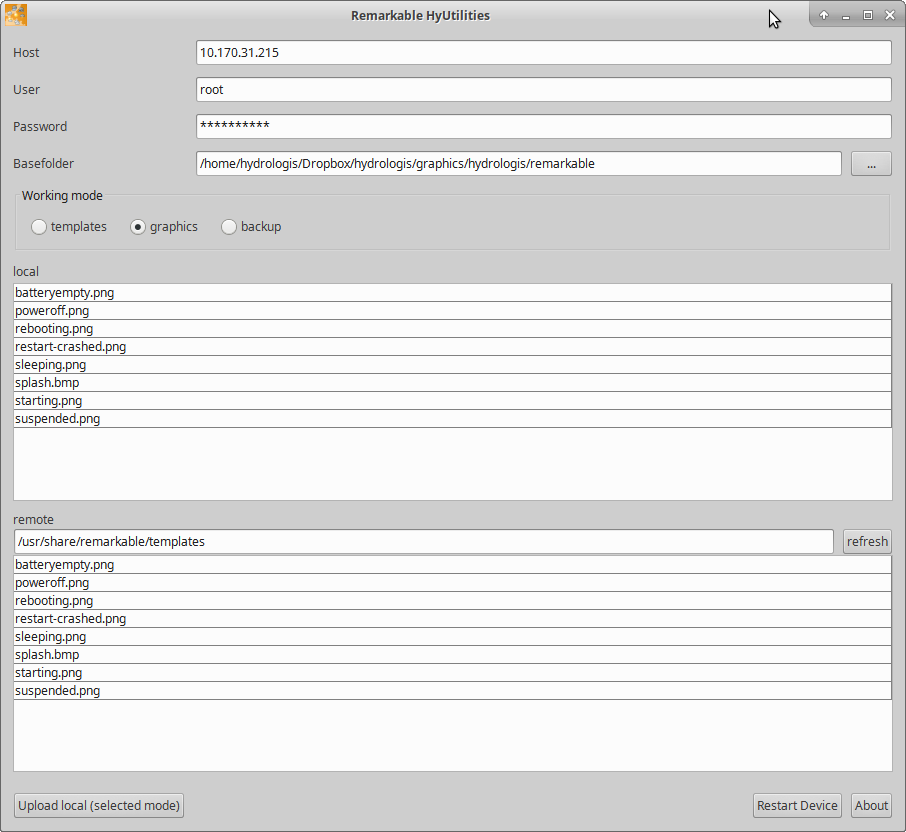 Remarkable HyUtilities
Host 10.170.31.215
User root
Password **********
Basefolder /home/hydrologis/Dropbox/hydrologis/graphics/hydrologis/remarkable ...
Working mode
templates graphics backup
local
batteryempty.png
poweroff.png
rebooting.png
restart-crashed.png
sleeping.png
splash.bmp
starting.png
suspended.png
remote
/usr/share/remarkable/templates refresh
batteryempty.png
poweroff.png
rebooting.png
restart-crashed.png
sleeping.png
splash.bmp
starting.png
suspended.png
Upload local (selected mode) Restart Device About